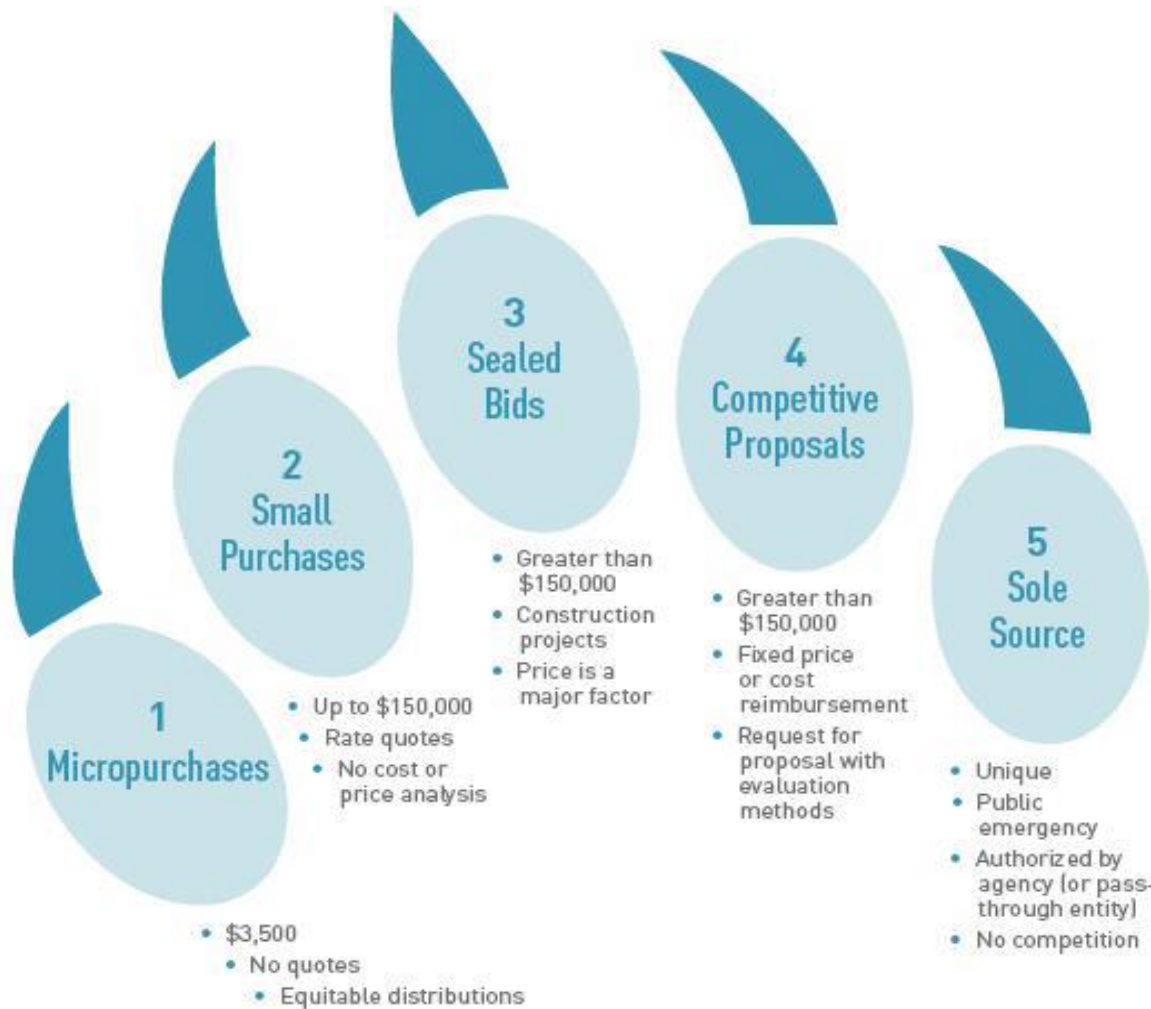 1
Micropurchases
• $3,500
• No quotes
• Equitable distributions
2
Small
Purchases
• Up to $150,000
• Rate quotes
• No cost or
price analysis
3
Sealed
Bids
• Greater than
$150,000
• Construction
projects
• Price is a
major factor
4
Competitive
Proposals
• Greater than
$150,000
• Fixed price
or cost
reimbursement
• Request for
proposal with
evaluation
methods
5
Sole
Source
• Unique
• Public
emergency
• Authorized by
agency (or pass-
through entity)
• No competition